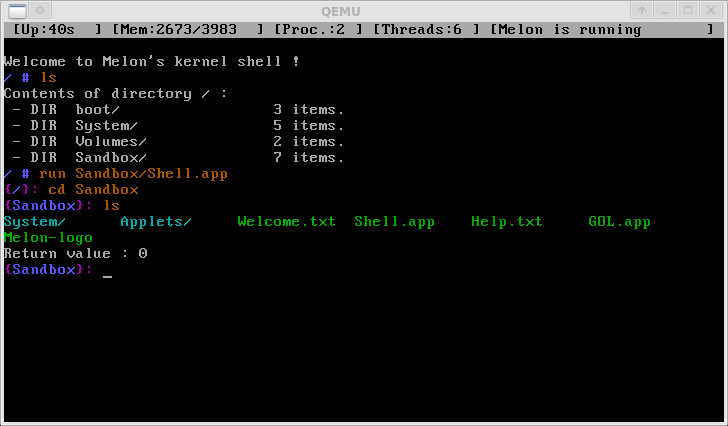 QEMU
[Up:40s  ] [Mem:2673/3983  ] [Proc.:2 ] [Threads:6 ] [Melon is running        ]
Welcome to Melon's kernel shell !
/ # ls
Contents of directory / :
 - DIR  boot/                   3 items.
 - DIR  System/                 5 items.
 - DIR  Volumes/                2 items.
 - DIR  Sandbox/                7 items.
/ # run Sandbox/Shell.app
{/}: cd Sandbox
{Sandbox}: ls
System/      Applets/     Welcome.txt  Shell.app    Help.txt     GOL.app
Melon-logo
Return value : 0
{Sandbox}: _